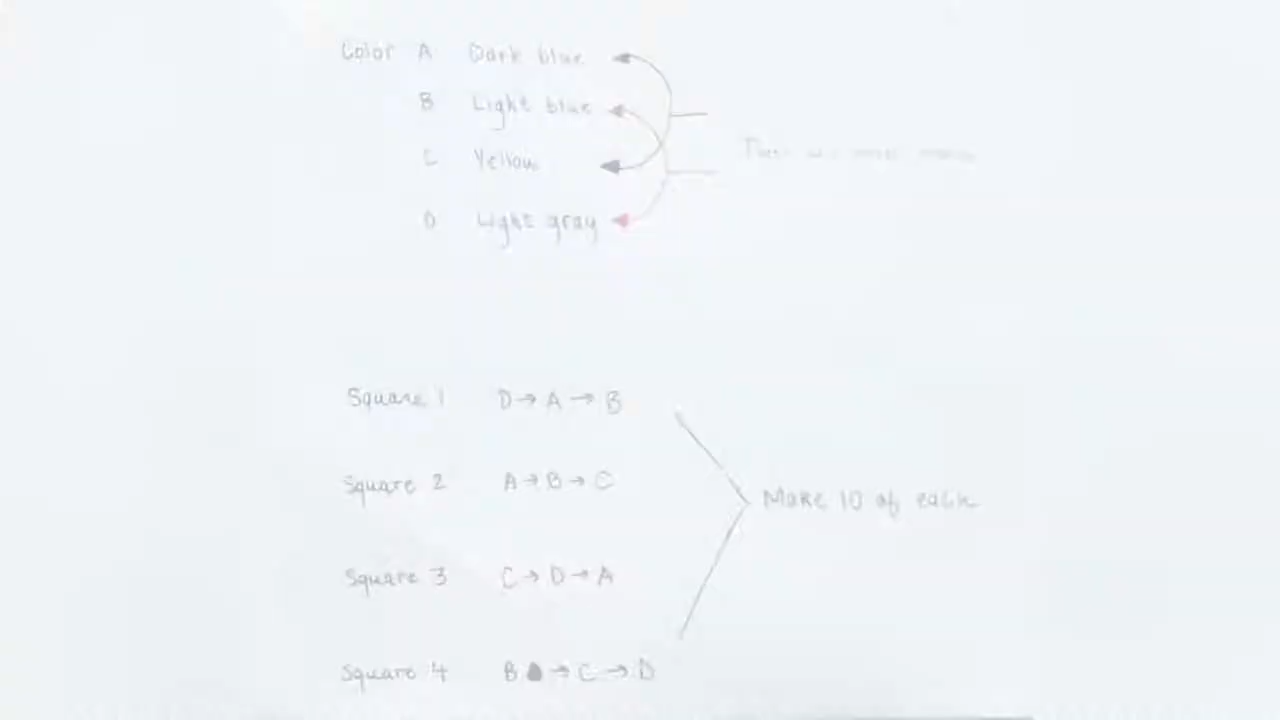 Color A Dark blue
B Light blue
C Yellow
D Light gray
Square 1 D → A → B
Square 2 A → B → C
Make 10 of each
Square 3 C → D → A
Square 4 B → C → D